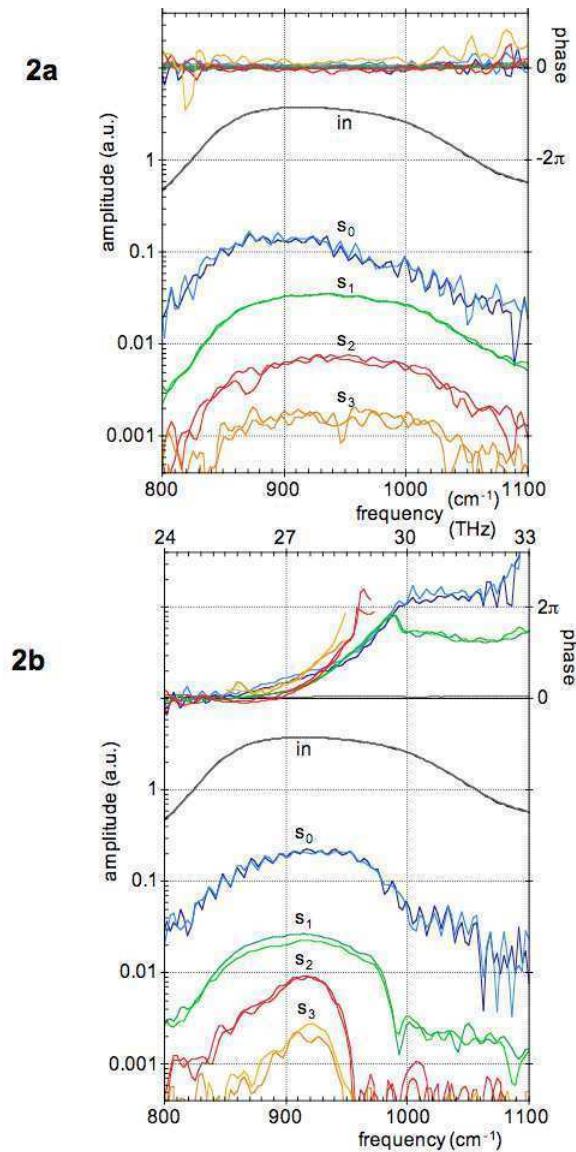 2a
0
phase
-2π
amplitude (a.u.)
1
0.1
0.01
0.001
in
s0
s1
s2
s3
800 900 1000 1100
frequency (cm⁻¹)
frequency (THz)
24 27 30 33
2b
2π
phase
0
amplitude (a.u.)
1
0.1
0.01
0.001
in
s0
s1
s2
s3
800 900 1000 1100
frequency (cm⁻¹)